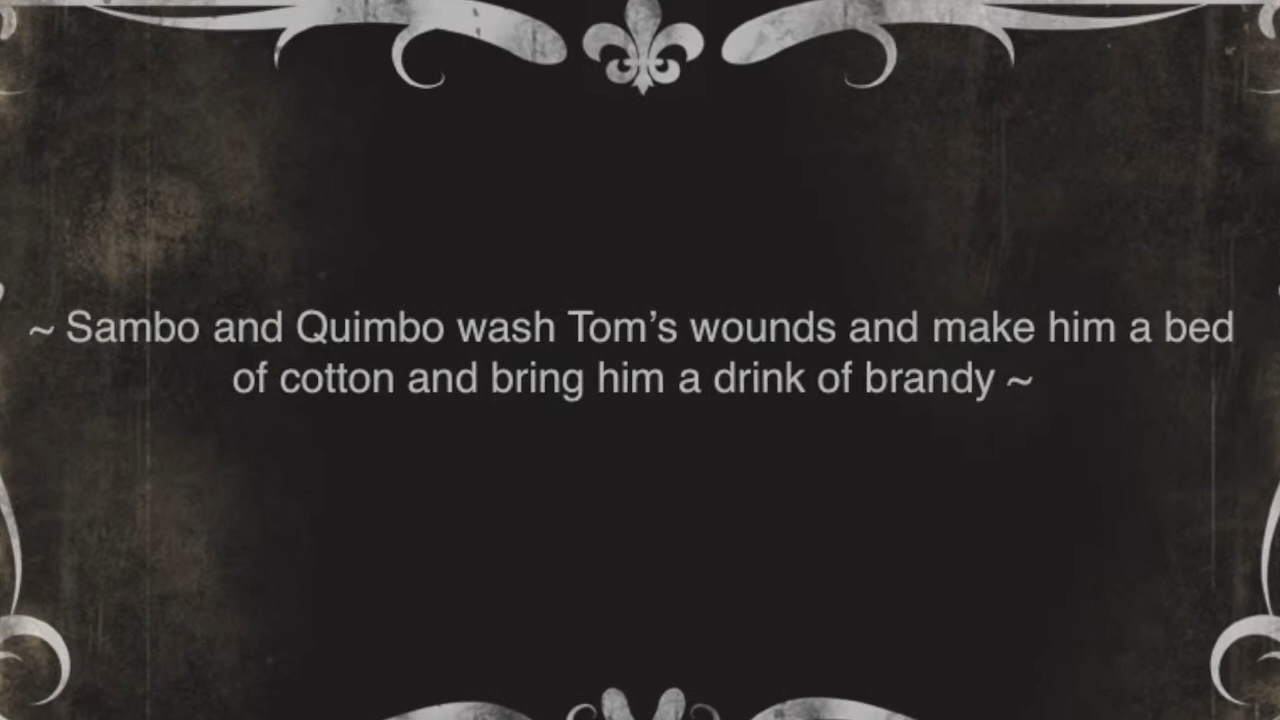 ~ Sambo and Quimbo wash Tom’s wounds and make him a bed
of cotton and bring him a drink of brandy ~